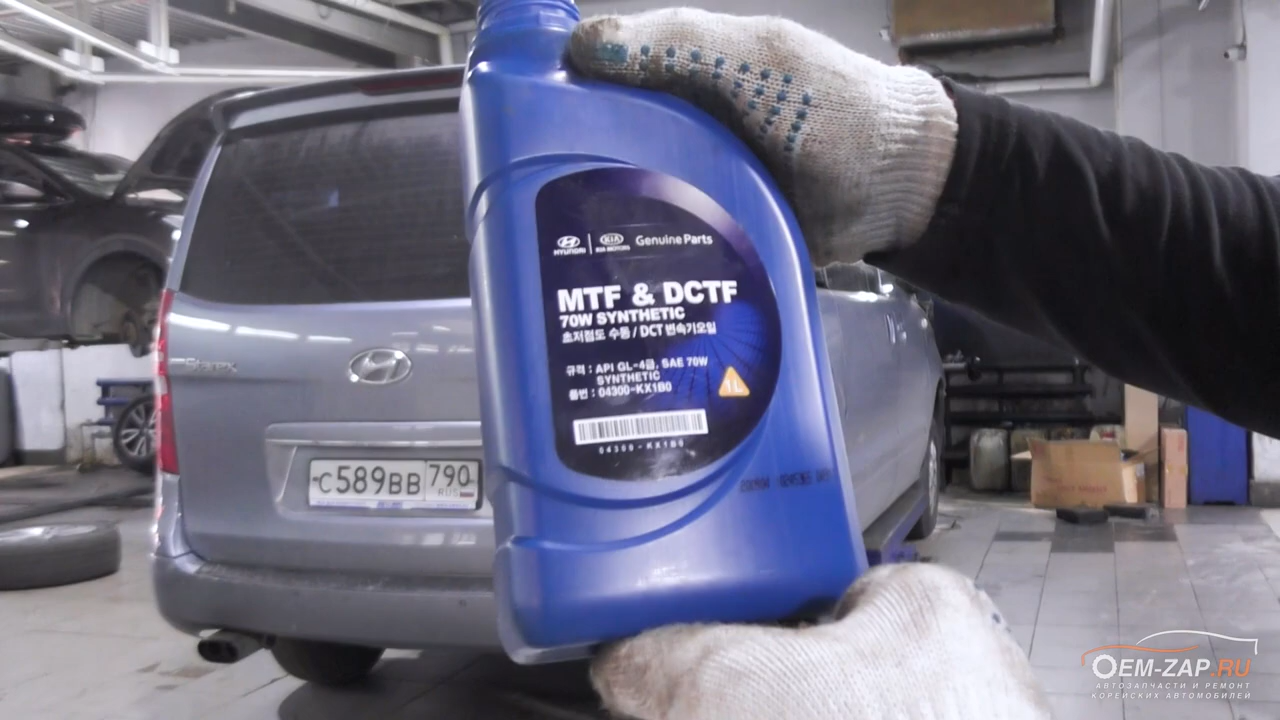 HYUNDAI KIA MOTORS Genuine Parts
MTF & DCTF
70W SYNTHETIC
초저점도 수동 / DCT 변속기오일
규격 : API GL-4급, SAE 70W
SYNTHETIC
품번 : 04300-KX1B0
1L
04300-KX1B0
Starex
С589ВВ 790
RUS
OEM-ZAP.RU
АВТОЗАПЧАСТИ И РЕМОНТ
КОРЕЙСКИХ АВТОМОБИЛЕЙ